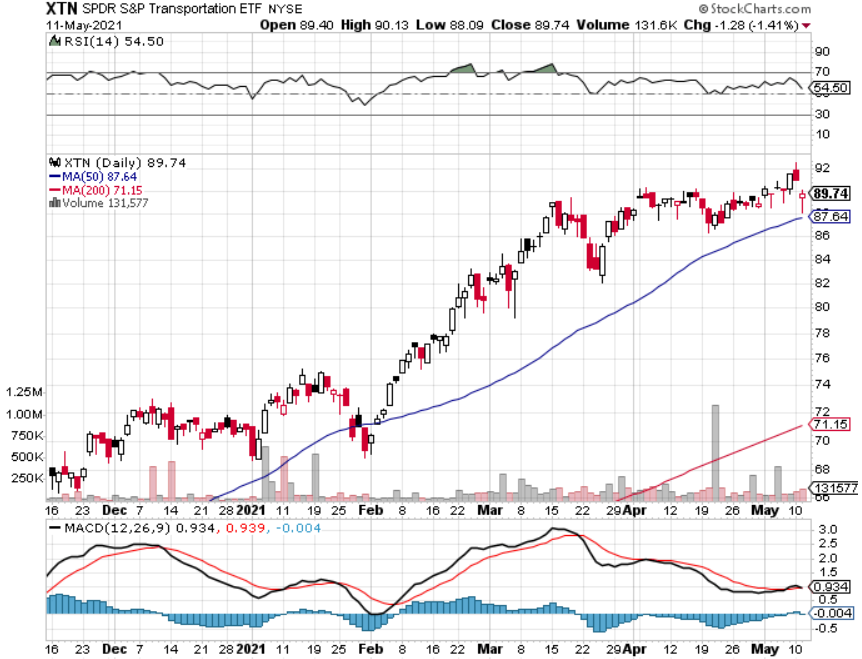 XTN SPDR S&P Transportation ETF NYSE © StockCharts.com
11-May-2021 Open 89.40 High 90.13 Low 88.09 Close 89.74 Volume 131.6K Chg -1.28 (-1.41%)
RSI(14) 54.50
90
70
54.50
30
10
XTN (Daily) 89.74
MA(50) 87.64
MA(200) 71.15
Volume 131,577
92
89.74
87.64
86
84
82
80
78
76
1.25M 74
1.00M 72
71.15
750K 70
500K 68
250K
131577
16 23 Dec 7 14 21 28 2021 11 19 25 Feb 8 16 22 Mar 8 15 22 29 Apr 12 19 26 May 10
MACD(12,26,9) 0.934, 0.939, -0.004
3.0
2.5
2.0
1.5
0.934
0.5
-0.004
-0.5
16 23 Dec 7 14 21 28 2021 11 19 25 Feb 8 16 22 Mar 8 15 22 29 Apr 12 19 26 May 10